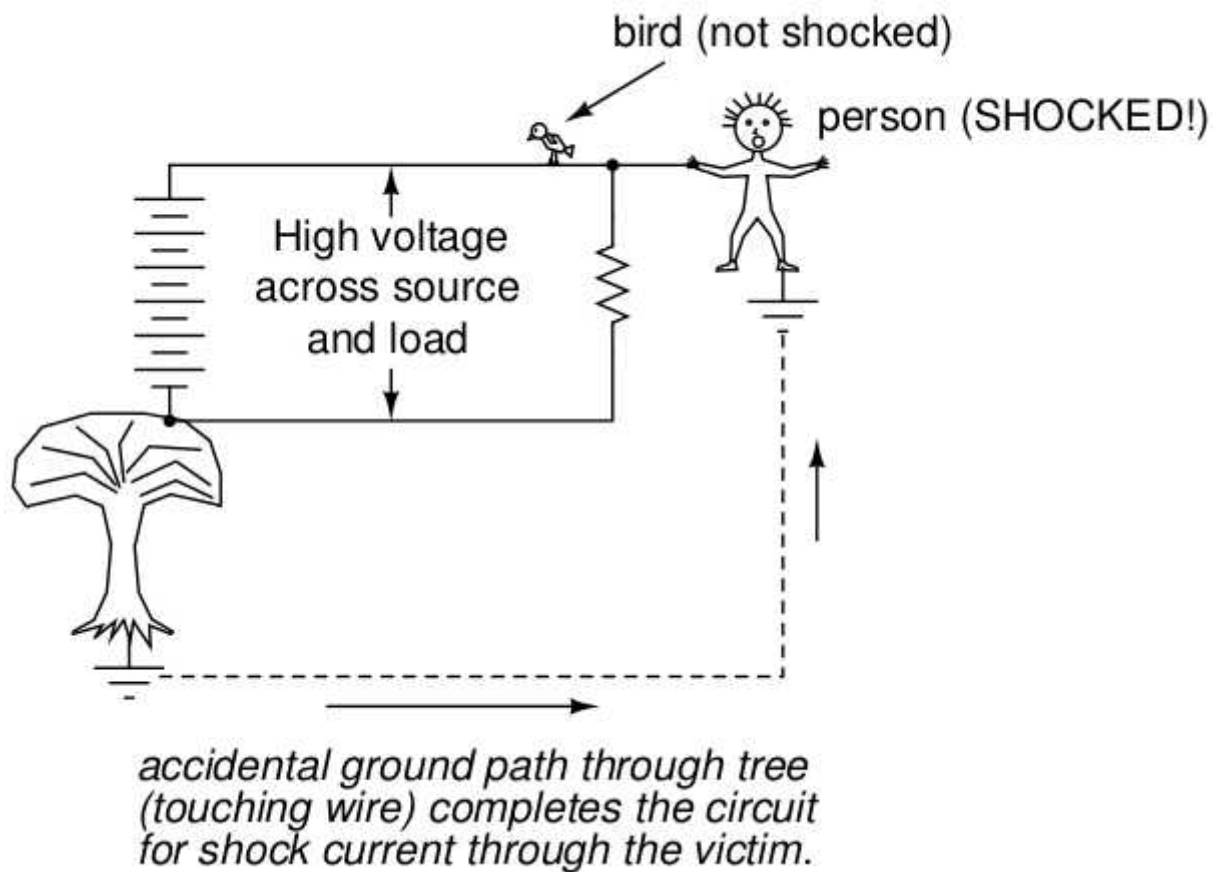 bird (not shocked)
person (SHOCKED!)
High voltage
across source
and load
accidental ground path through tree
(touching wire) completes the circuit
for shock current through the victim.